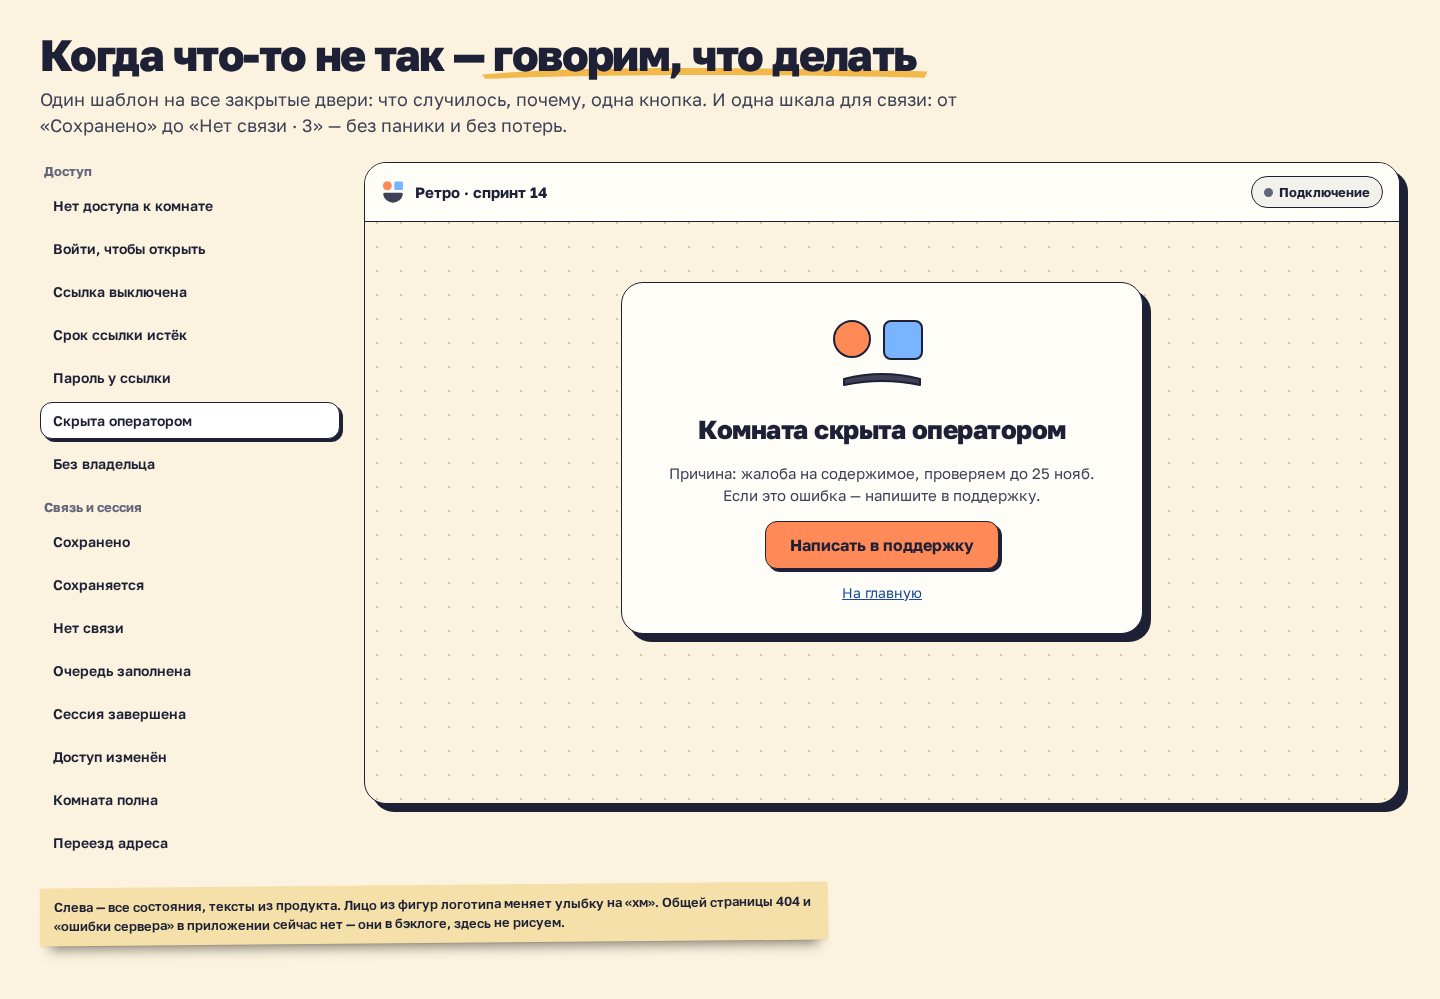 Когда что-то не так — говорим, что делать
Один шаблон на все закрытые двери: что случилось, почему, одна кнопка. И одна шкала для связи: от
«Сохранено» до «Нет связи · 3» — без паники и без потерь.
Доступ
Нет доступа к комнате
Войти, чтобы открыть
Ссылка выключена
Срок ссылки истёк
Пароль у ссылки
Скрыта оператором
Без владельца
Связь и сессия
Сохранено
Сохраняется
Нет связи
Очередь заполнена
Сессия завершена
Доступ изменён
Комната полна
Переезд адреса
Ретро · спринт 14
Подключение
Комната скрыта оператором
Причина: жалоба на содержимое, проверяем до 25 нояб.
Если это ошибка — напишите в поддержку.
Написать в поддержку
На главную
Слева — все состояния, тексты из продукта. Лицо из фигур логотипа меняет улыбку на «хм». Общей страницы 404 и
«ошибки сервера» в приложении сейчас нет — они в бэклоге, здесь не рисуем.